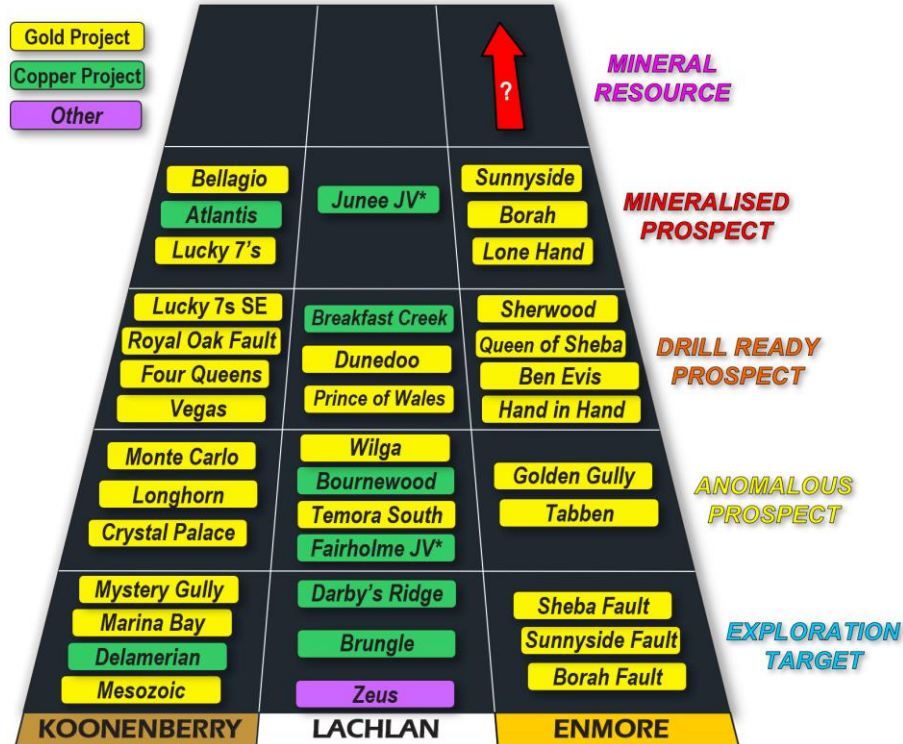 Gold Project
Copper Project
Other
?
MINERAL
RESOURCE
Bellagio
Atlantis
Lucky 7's
Junee JV*
Sunnyside
Borah
Lone Hand
MINERALISED
PROSPECT
Lucky 7s SE
Royal Oak Fault
Four Queens
Vegas
Breakfast Creek
Dunedoo
Prince of Wales
Sherwood
Queen of Sheba
Ben Evis
Hand in Hand
DRILL READY
PROSPECT
Monte Carlo
Longhorn
Crystal Palace
Wilga
Bournewood
Temora South
Fairholme JV*
Golden Gully
Tabben
ANOMALOUS
PROSPECT
Mystery Gully
Marina Bay
Delamerian
Mesozoic
Darby's Ridge
Brungle
Zeus
Sheba Fault
Sunnyside Fault
Borah Fault
EXPLORATION
TARGET
KOONENBERRY
LACHLAN
ENMORE